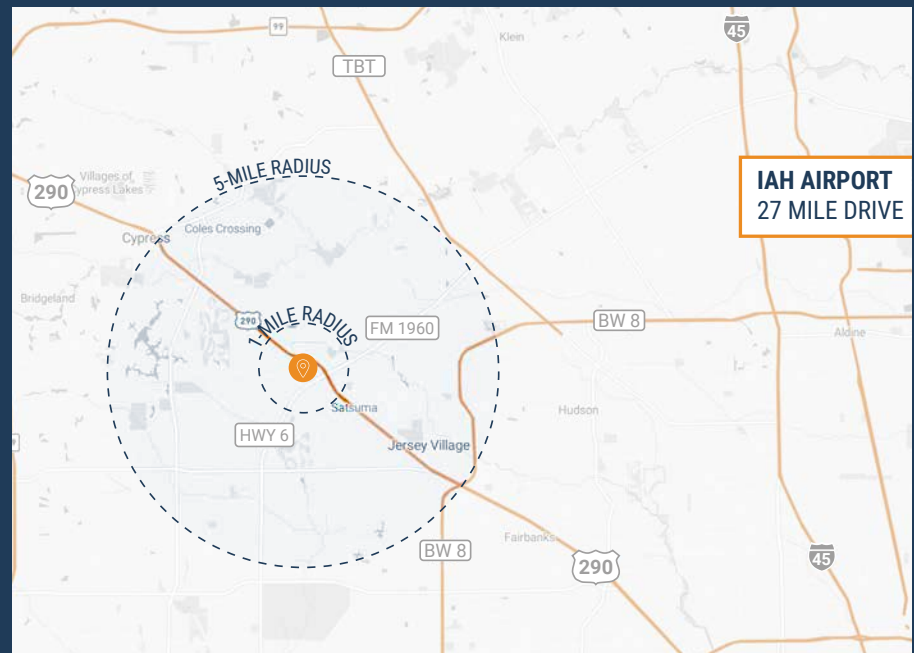 99
Klein
45
TBT
Villages of
Cypress Lakes
290
5-MILE RADIUS
IAH AIRPORT
27 MILE DRIVE
Coles Crossing
Cypress
Bridgeland
290
1-MILE RADIUS
FM 1960
BW 8
Aldine
Satsuma
Hudson
HWY 6
Jersey Village
Fairbanks
BW 8
290
45